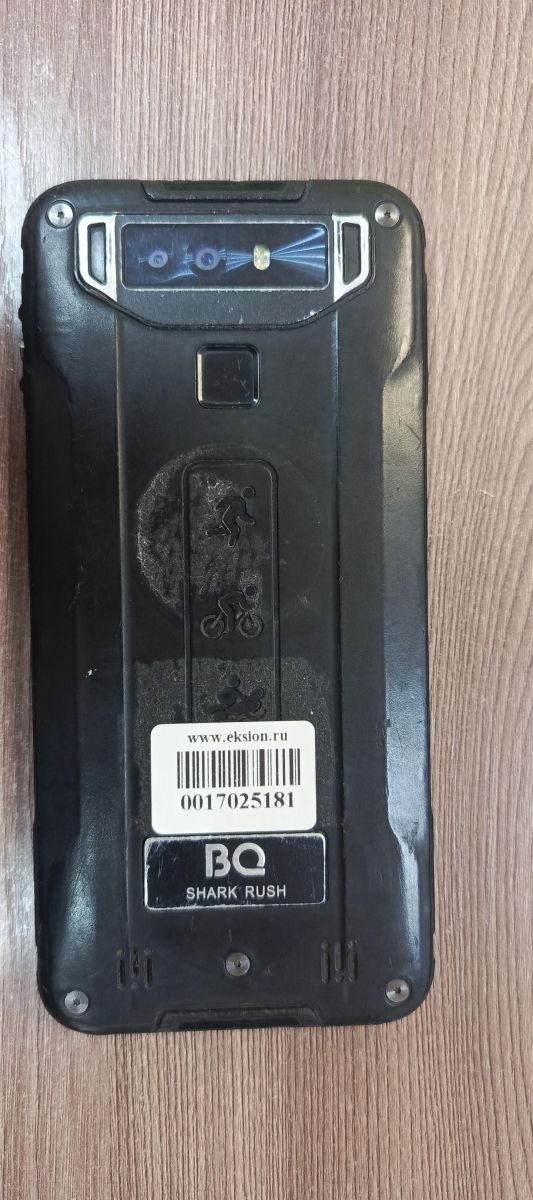 www.eksion.ru
0017025181
BQ
SHARK RUSH